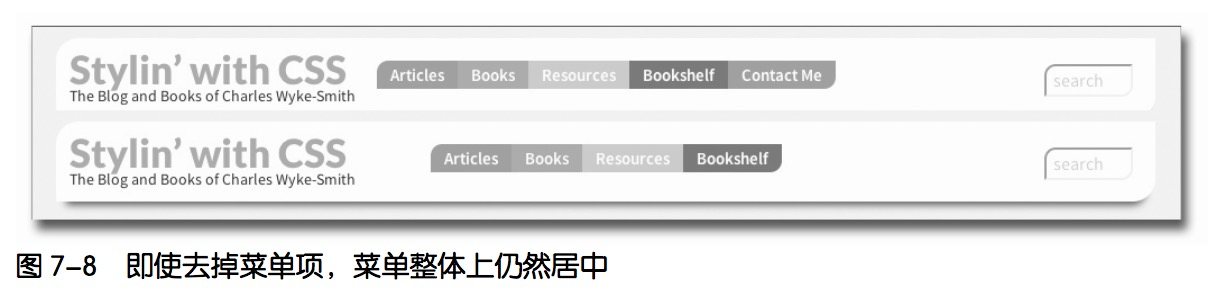 Stylin’ with CSS
The Blog and Books of Charles Wyke-Smith
Articles Books Resources Bookshelf Contact Me
search
Stylin’ with CSS
The Blog and Books of Charles Wyke-Smith
Articles Books Resources Bookshelf
search
图 7-8 即使去掉菜单项，菜单整体上仍然居中